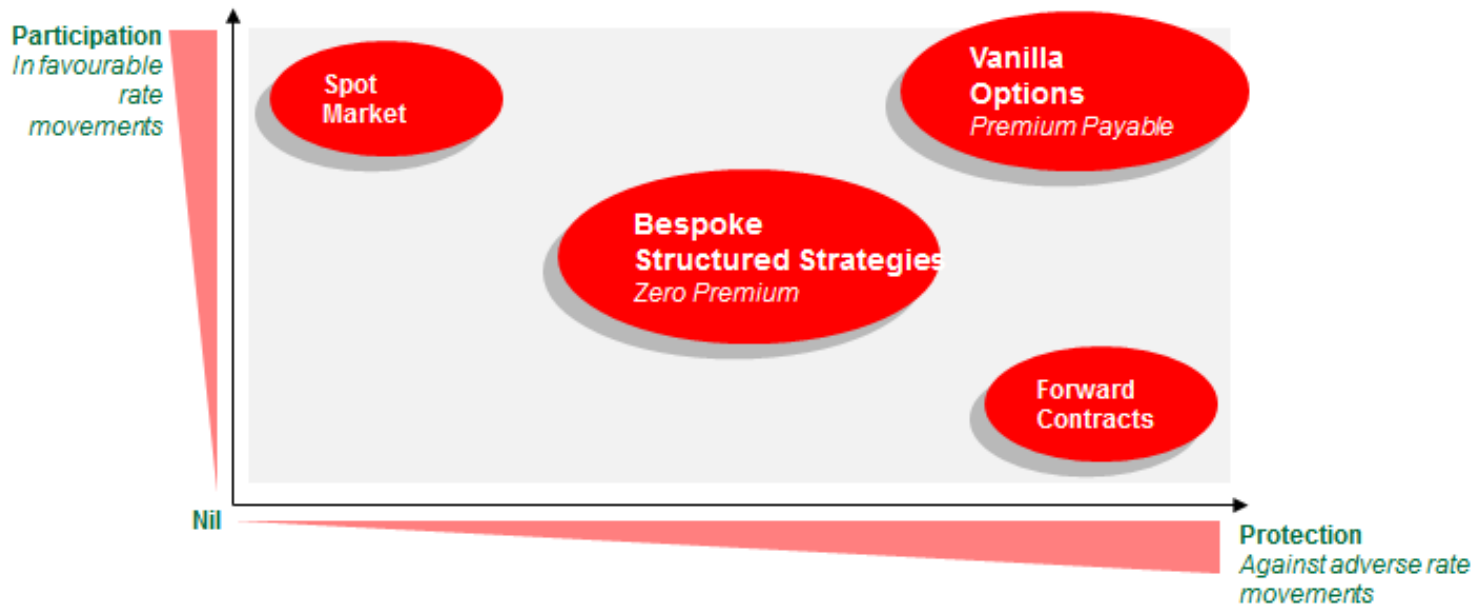 Participation
In favourable
rate
movements
Spot
Market
Vanilla
Options
Premium Payable
Bespoke
Structured Strategies
Zero Premium
Forward
Contracts
Nil
Protection
Against adverse rate
movements